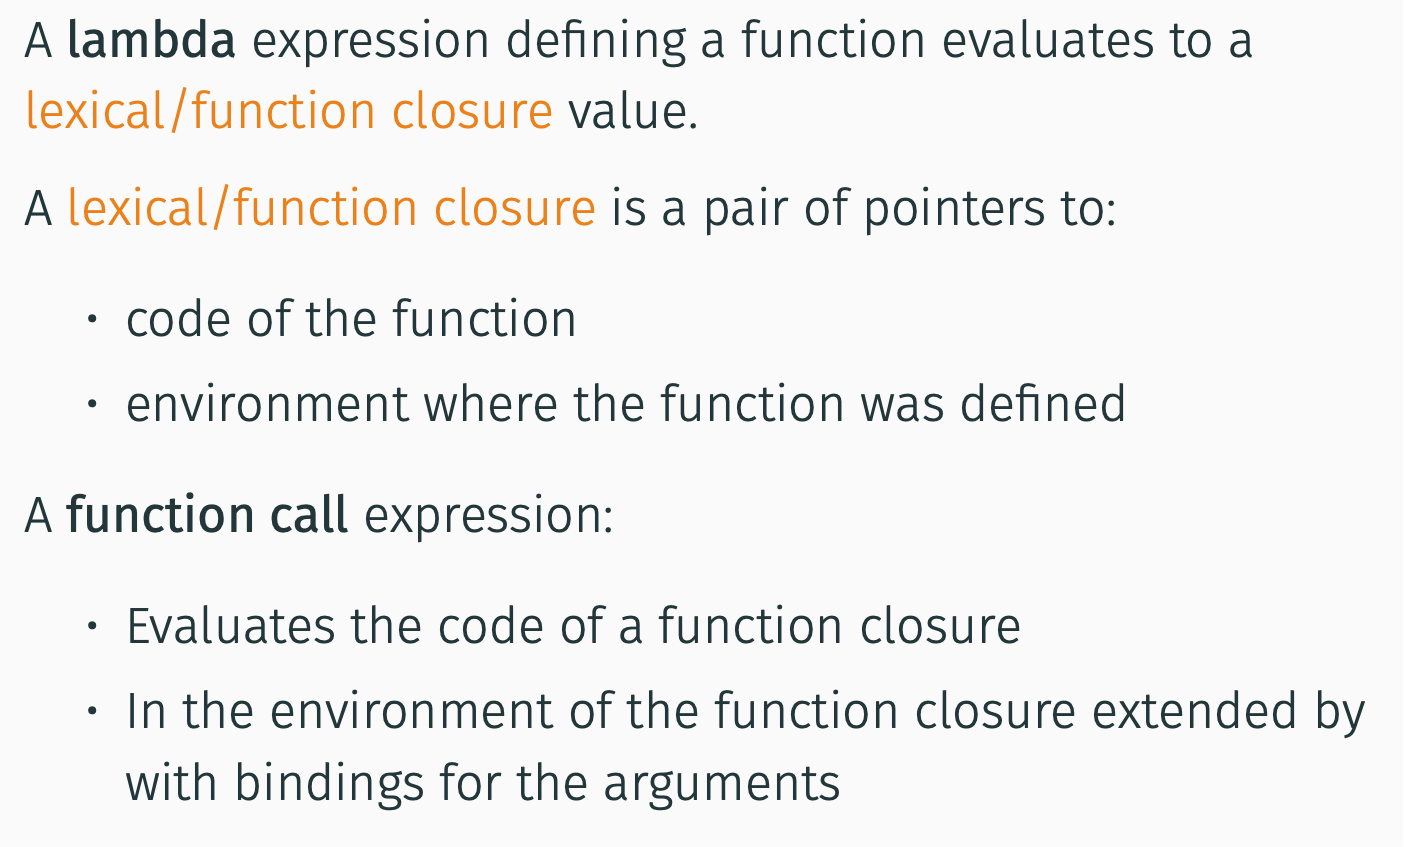 A lambda expression defining a function evaluates to a
lexical/function closure value.
A lexical/function closure is a pair of pointers to:
• code of the function
• environment where the function was defined
A function call expression:
• Evaluates the code of a function closure
• In the environment of the function closure extended by
with bindings for the arguments